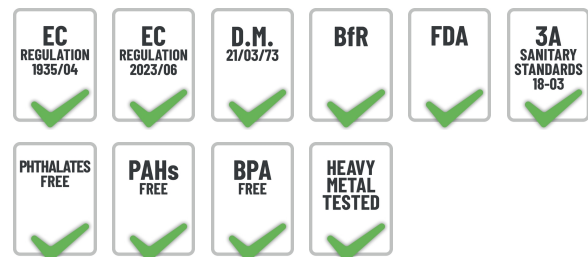 EC
REGULATION
1935/04
EC
REGULATION
2023/06
D.M.
21/03/73
BfR
FDA
3A
SANITARY
STANDARDS
18-03
PHTHALATES
FREE
PAHs
FREE
BPA
FREE
HEAVY
METAL
TESTED